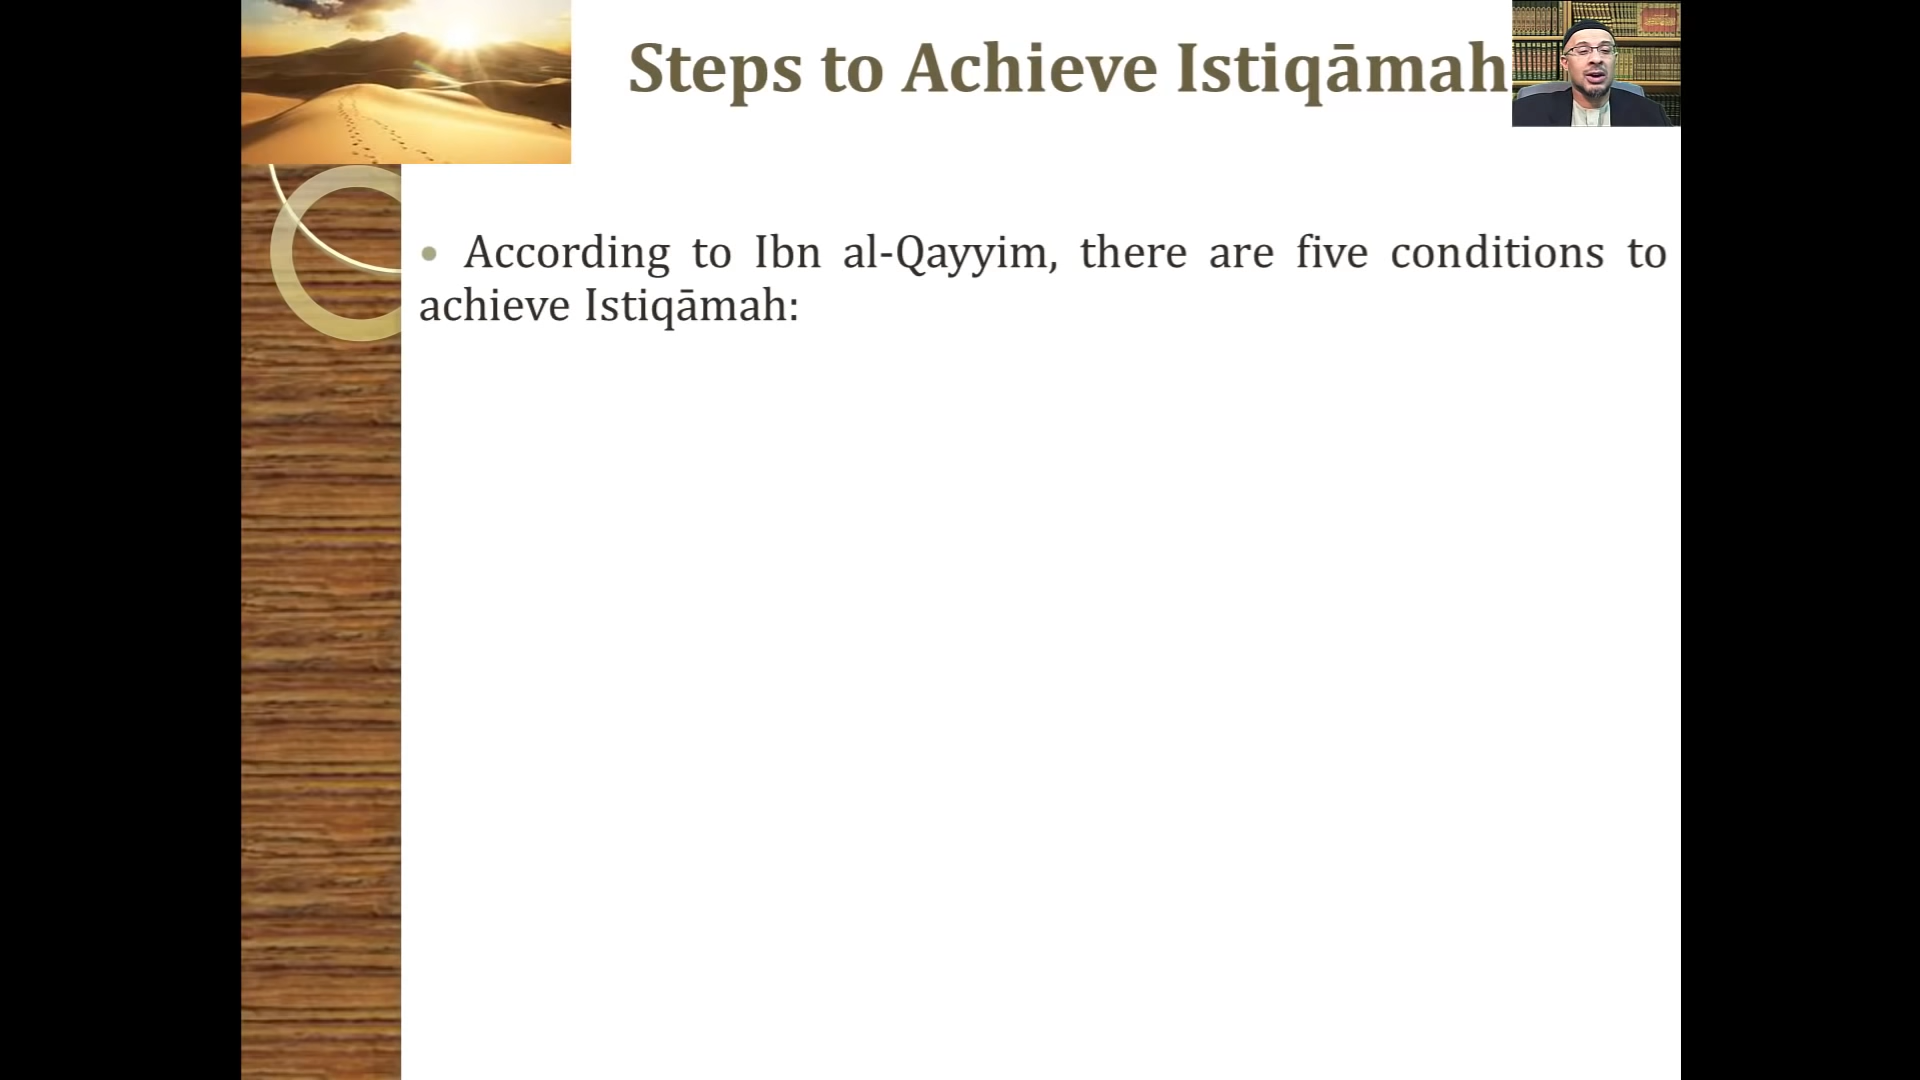 Steps to Achieve Istiqāmah
• According to Ibn al-Qayyim, there are five conditions to
achieve Istiqāmah: